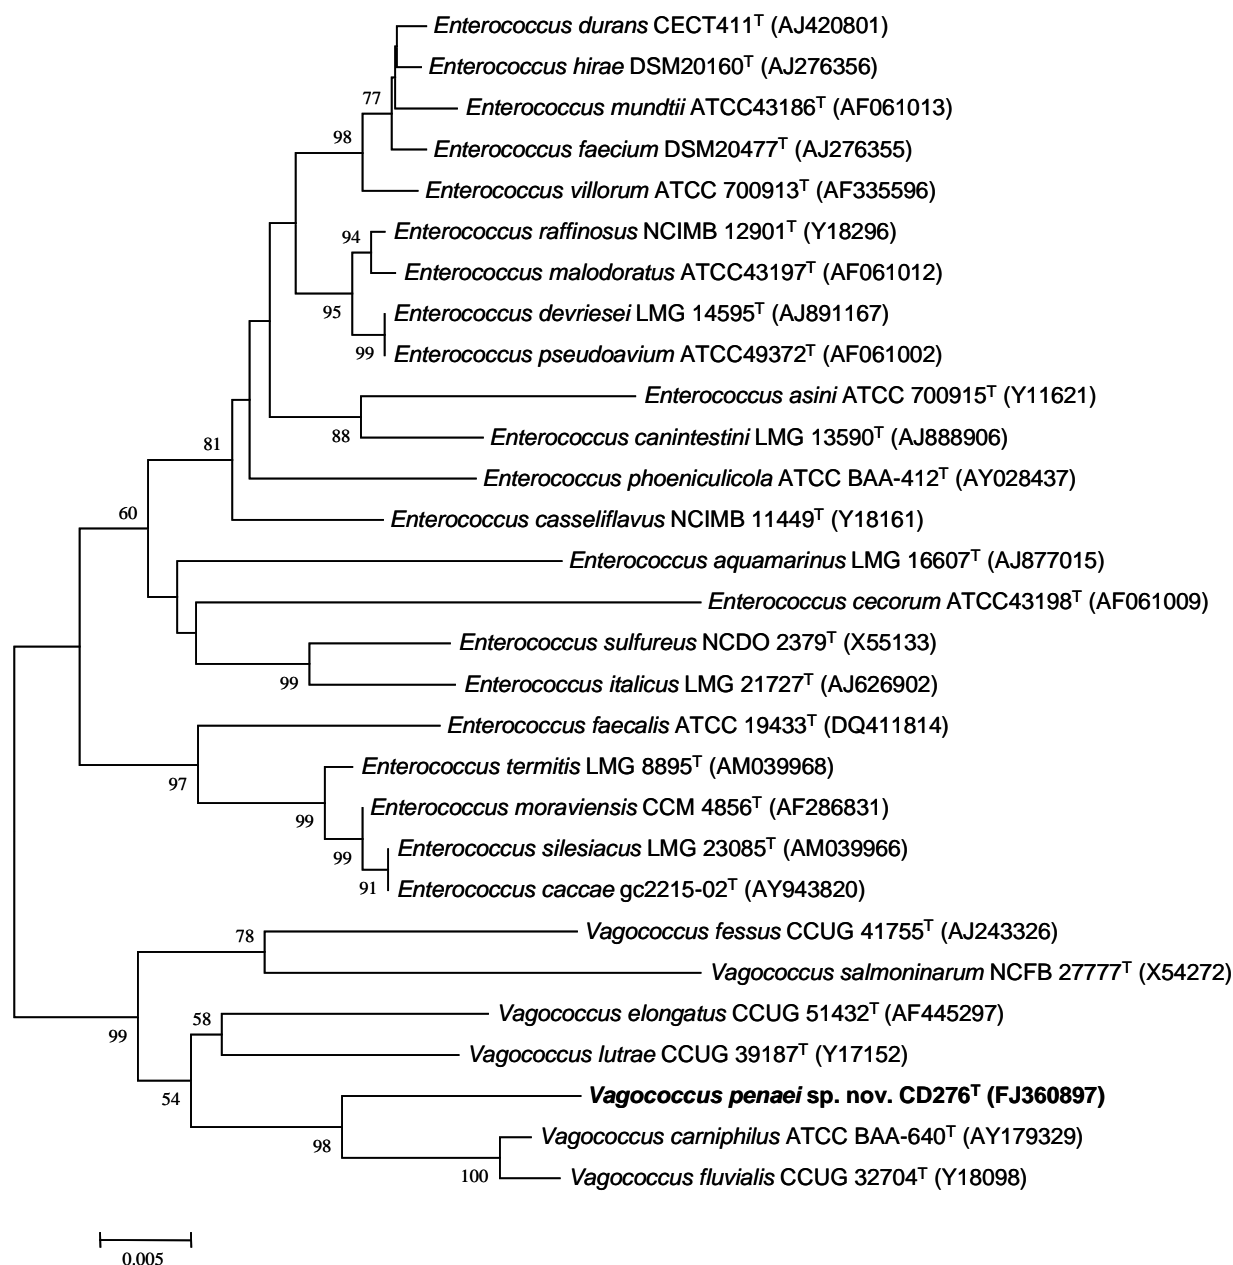 Enterococcus durans CECT411T (AJ420801)
Enterococcus hirae DSM20160T (AJ276356)
77
Enterococcus mundtii ATCC43186T (AF061013)
98
Enterococcus faecium DSM20477T (AJ276355)
Enterococcus villorum ATCC 700913T (AF335596)
94
Enterococcus raffinosus NCIMB 12901T (Y18296)
Enterococcus malodoratus ATCC43197T (AF061012)
95
Enterococcus devriesei LMG 14595T (AJ891167)
99
Enterococcus pseudoavium ATCC49372T (AF061002)
Enterococcus asini ATCC 700915T (Y11621)
88
Enterococcus canintestini LMG 13590T (AJ888906)
81
Enterococcus phoeniculicola ATCC BAA-412T (AY028437)
60
Enterococcus casseliflavus NCIMB 11449T (Y18161)
Enterococcus aquamarinus LMG 16607T (AJ877015)
Enterococcus cecorum ATCC43198T (AF061009)
Enterococcus sulfureus NCDO 2379T (X55133)
99
Enterococcus italicus LMG 21727T (AJ626902)
Enterococcus faecalis ATCC 19433T (DQ411814)
97
Enterococcus termitis LMG 8895T (AM039968)
99
Enterococcus moraviensis CCM 4856T (AF286831)
99
Enterococcus silesiacus LMG 23085T (AM039966)
91
Enterococcus caccae gc2215-02T (AY943820)
78
Vagococcus fessus CCUG 41755T (AJ243326)
Vagococcus salmoninarum NCFB 27777T (X54272)
99
58
Vagococcus elongatus CCUG 51432T (AF445297)
Vagococcus lutrae CCUG 39187T (Y17152)
54
Vagococcus penaei sp. nov. CD276T (FJ360897)
98
Vagococcus carniphilus ATCC BAA-640T (AY179329)
100
Vagococcus fluvialis CCUG 32704T (Y18098)
0.005